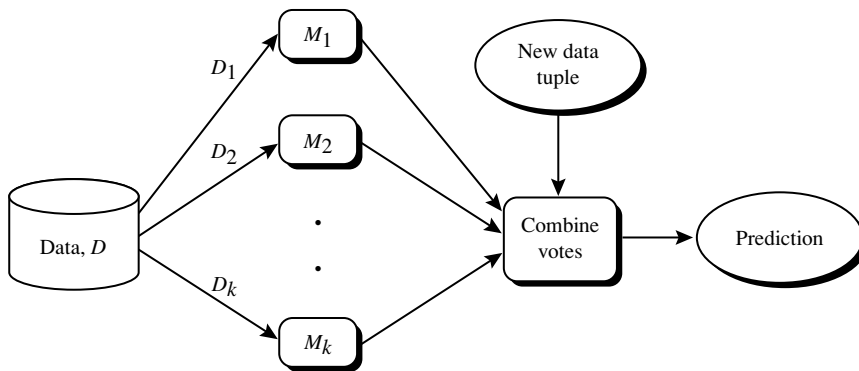 M1
New data
tuple
D1
D2
M2
Data, D
Combine
votes
Prediction
Dk
Mk